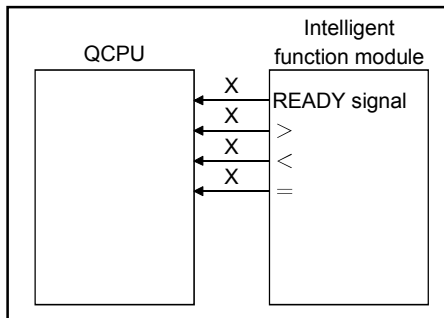 Intelligent
QCPU function module
X READY signal
X >
X <
X =